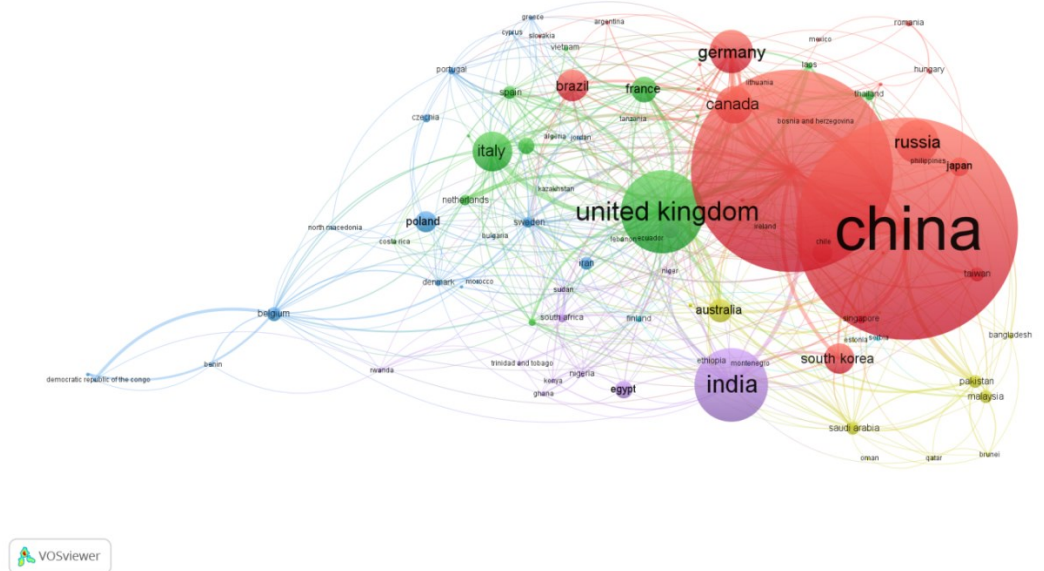 greece
argentina
romania
cyprus
slovakia
mexico
vietnam
germany
portugal
laos
hungary
lithuania
brazil
france
spain
thailand
canada
czechia
tanzania
bosnia and herzegovina
algeria
jordan
russia
italy
philippines
japan
kazakhstan
netherlands
united kingdom
poland
sweden
north macedonia
ireland
china
bulgaria
costa rica
lebanon
ecuador
chile
iran
niger
taiwan
denmark
morocco
sudan
belgium
australia
south africa
finland
singapore
bangladesh
estonia
serbia
south korea
ethiopia
montenegro
trinidad and tobago
benin
rwanda
nigeria
democratic republic of the congo
kenya
india
pakistan
egypt
ghana
malaysia
saudi arabia
oman
qatar
brunei
VOSviewer